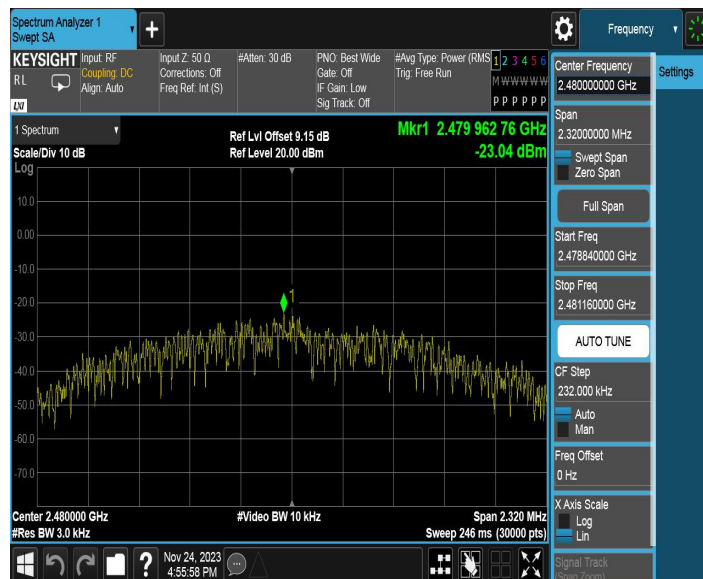 Spectrum Analyzer 1
Swept SA
+
Frequency
KEYSIGHT
RL
LXI
Input: RF
Coupling: DC
Align: Auto
Input Z: 50 Ω
Corrections: Off
Freq Ref: Int (S)
#Atten: 30 dB
PNO: Best Wide
Gate: Off
IF Gain: Low
Sig Track: Off
#Avg Type: Power (RMS
Trig: Free Run
1 2 3 4 5 6
M W W W W W
P P P P P P
Center Frequency
2.480000000 GHz
Settings
Span
2.32000000 MHz
Swept Span
Zero Span
Full Span
Start Freq
2.478840000 GHz
Stop Freq
2.481160000 GHz
AUTO TUNE
CF Step
232.000 kHz
Auto
Man
Freq Offset
0 Hz
X Axis Scale
Log
Lin
Signal Track
(Span Zoom)
1 Spectrum
Scale/Div 10 dB
Ref Lvl Offset 9.15 dB
Ref Level 20.00 dBm
Mkr1 2.479 962 76 GHz
-23.04 dBm
Log
10.0
0.00
-10.0
-20.0
-30.0
-40.0
-50.0
-60.0
-70.0
1
Center 2.480000 GHz
#Res BW 3.0 kHz
#Video BW 10 kHz
Span 2.320 MHz
Sweep 246 ms (30000 pts)
?
Nov 24, 2023
4:55:58 PM